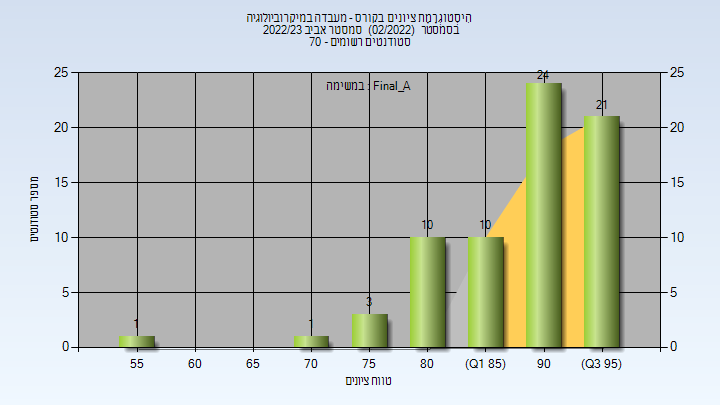 היסטוגרמת ציונים בקורס - מעבדה במיקרוביולוגיה
בסמסטר (02/2022) סמסטר אביב 2022/23
סטודנטים רשומים - 70
במשימה : Final_A
25 25
24
21
20 20
15 15
מספר סטודנטים
10 10
10 10
5 5
3
1 1
0 0
55 60 65 70 75 80 (Q1 85) 90 (Q3 95)
טווח ציונים